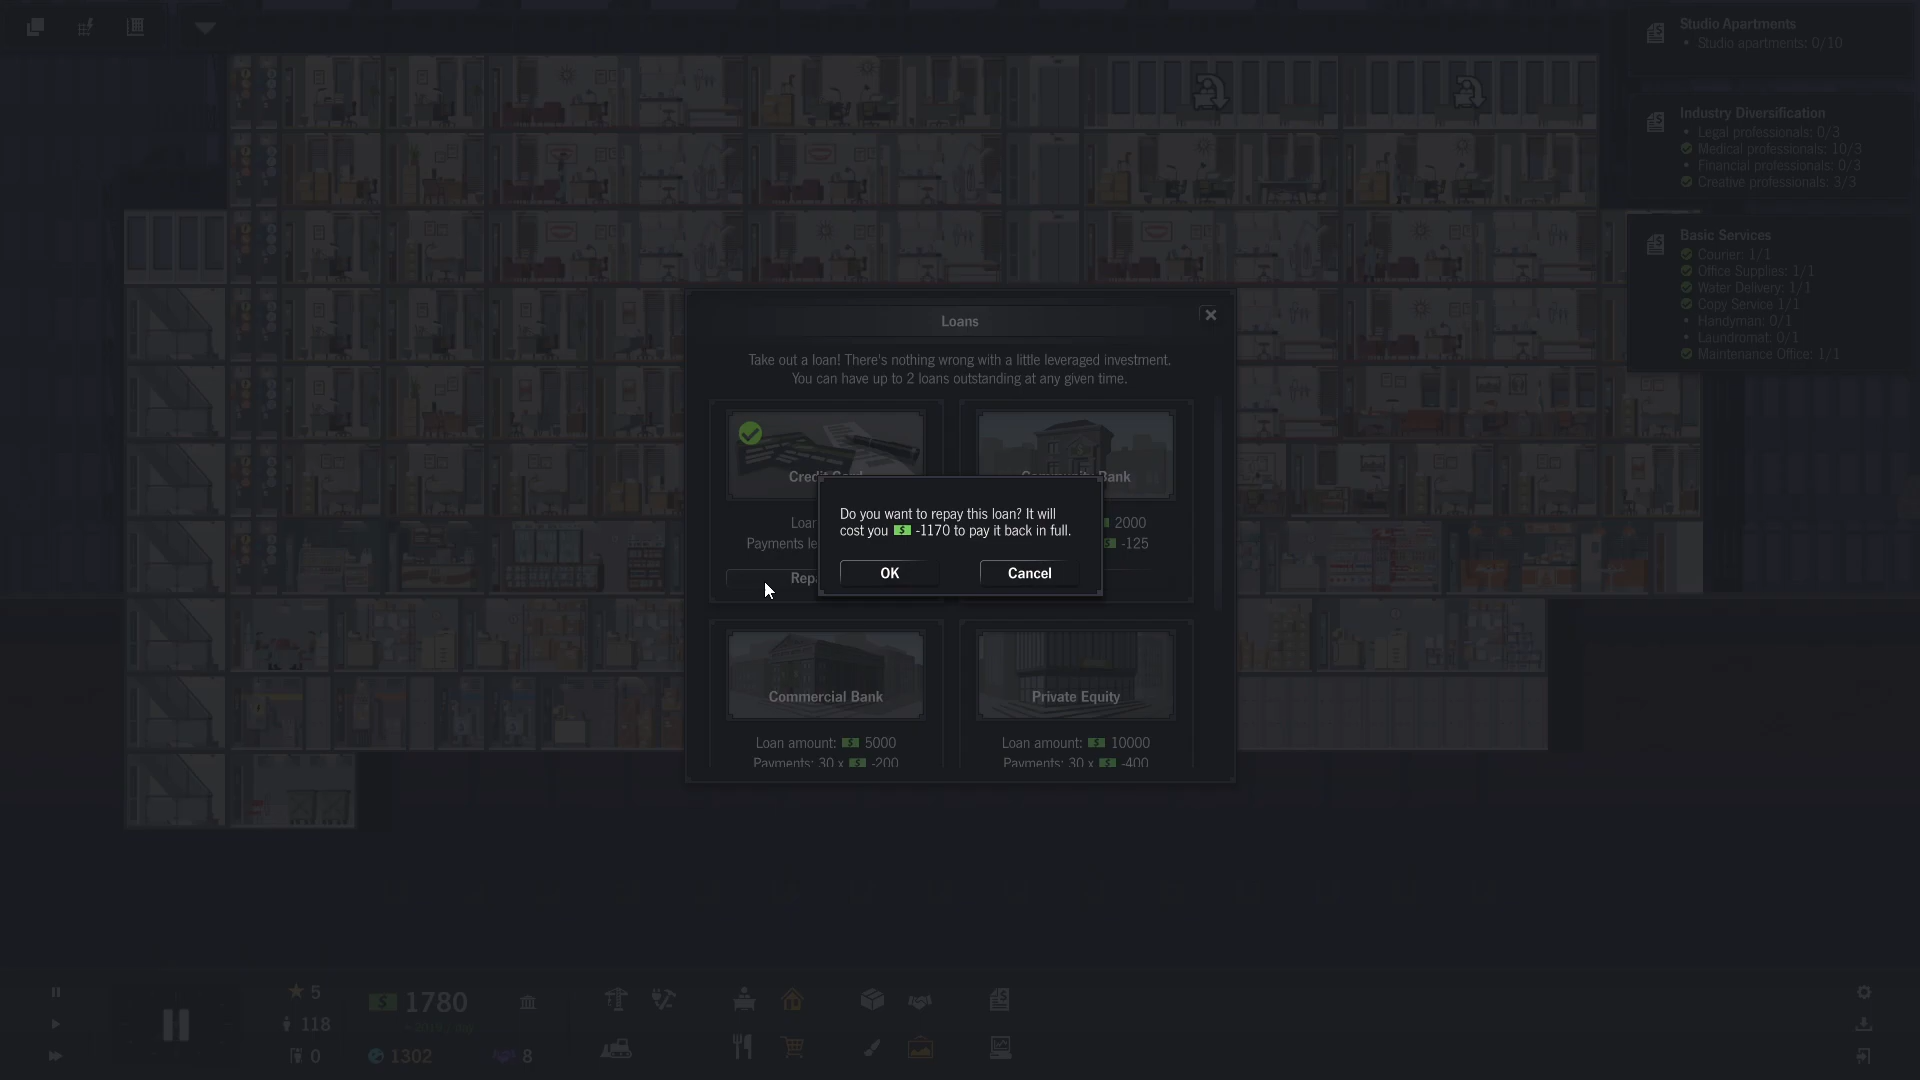 Studio Apartments
• Studio apartments: 0/10
Industry Diversification
• Legal professionals: 0/3
Medical professionals: 10/3
• Financial professionals: 0/3
Creative professionals: 3/3
Basic Services
Courier: 1/1
Office Supplies: 1/1
Water Delivery: 1/1
Copy Service 1/1
• Handyman: 0/1
• Laundromat: 0/1
Maintenance Office: 1/1
Loans
Take out a loan! There's nothing wrong with a little leveraged investment.
You can have up to 2 loans outstanding at any given time.
Bank
Loan
2000
Payments le
-125
Do you want to repay this loan? It will
cost you $ -1170 to pay it back in full.
OK
Cancel
Commercial Bank
Loan amount: $ 5000
Payments: 30 x $ -200
Private Equity
Loan amount: $ 10000
Payments: 30 x $ -400
5
$ 1780
118
0
1302
8